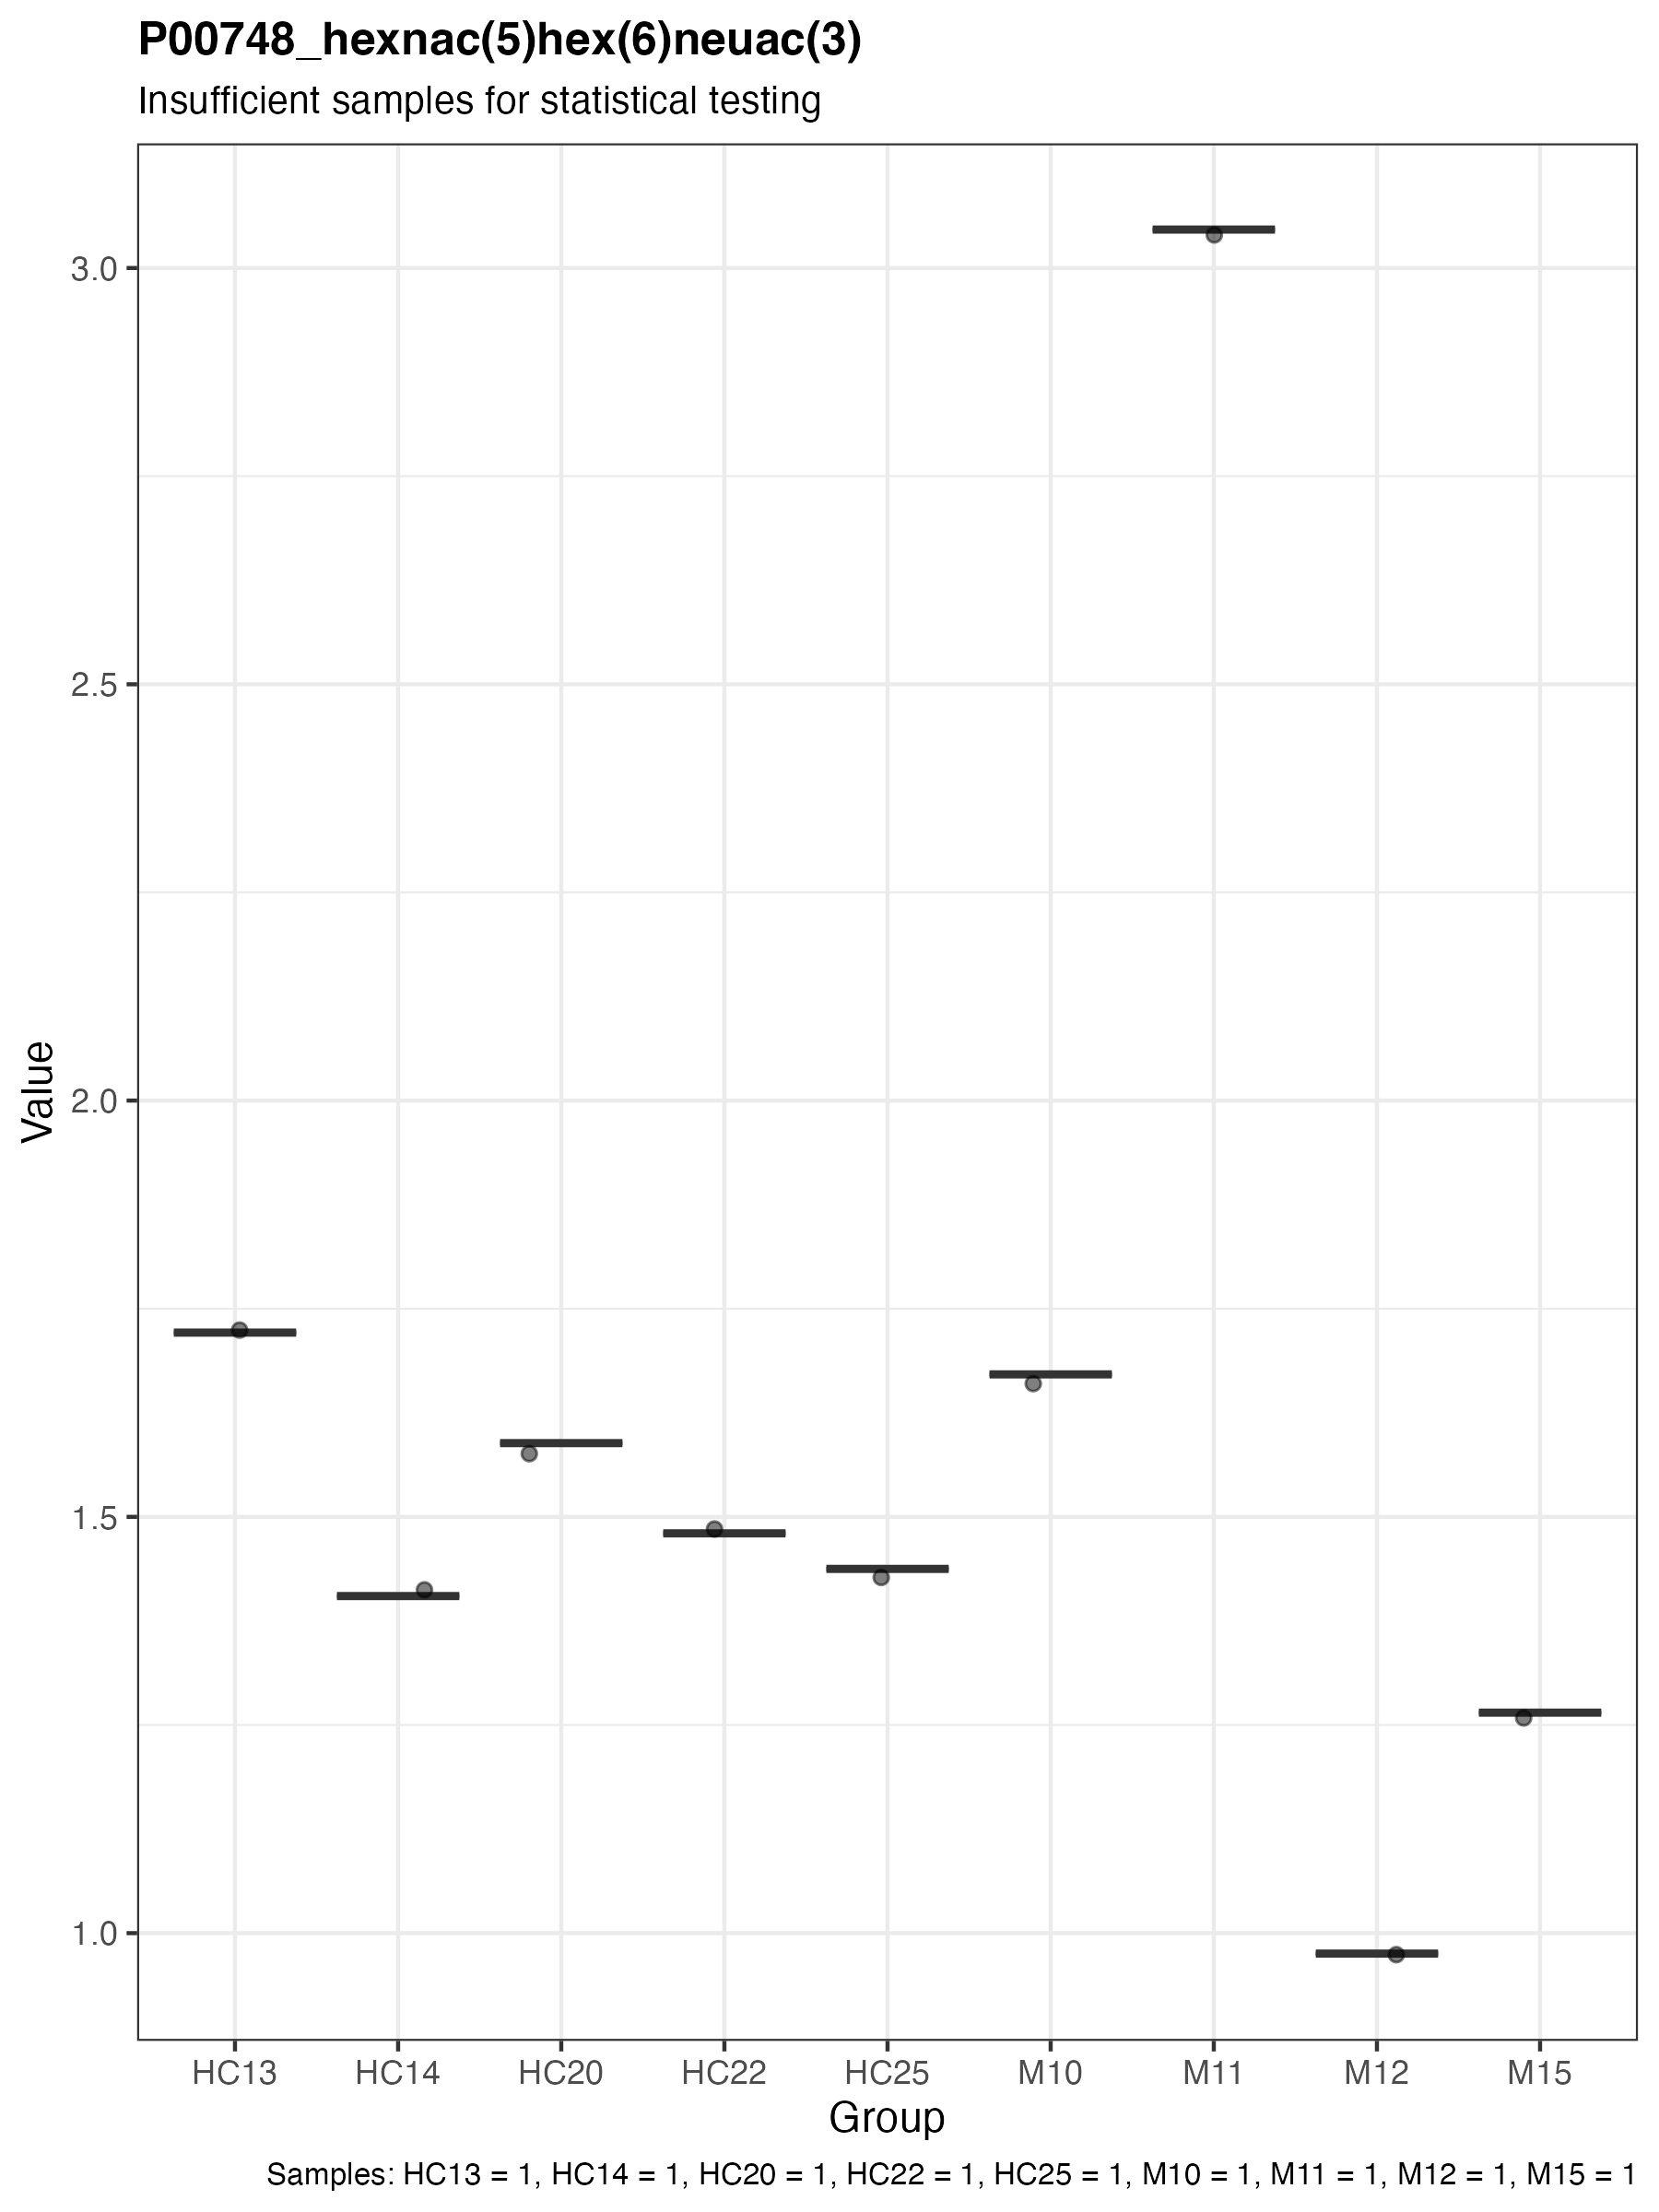 P00748_hexnac(5)hex(6)neuac(3)
Insufficient samples for statistical testing
3.0
2.5
2.0
1.5
1.0
Value
HC13 HC14 HC20 HC22 HC25 M10 M11 M12 M15
Group
Samples: HC13 = 1, HC14 = 1, HC20 = 1, HC22 = 1, HC25 = 1, M10 = 1, M11 = 1, M12 = 1, M15 = 1